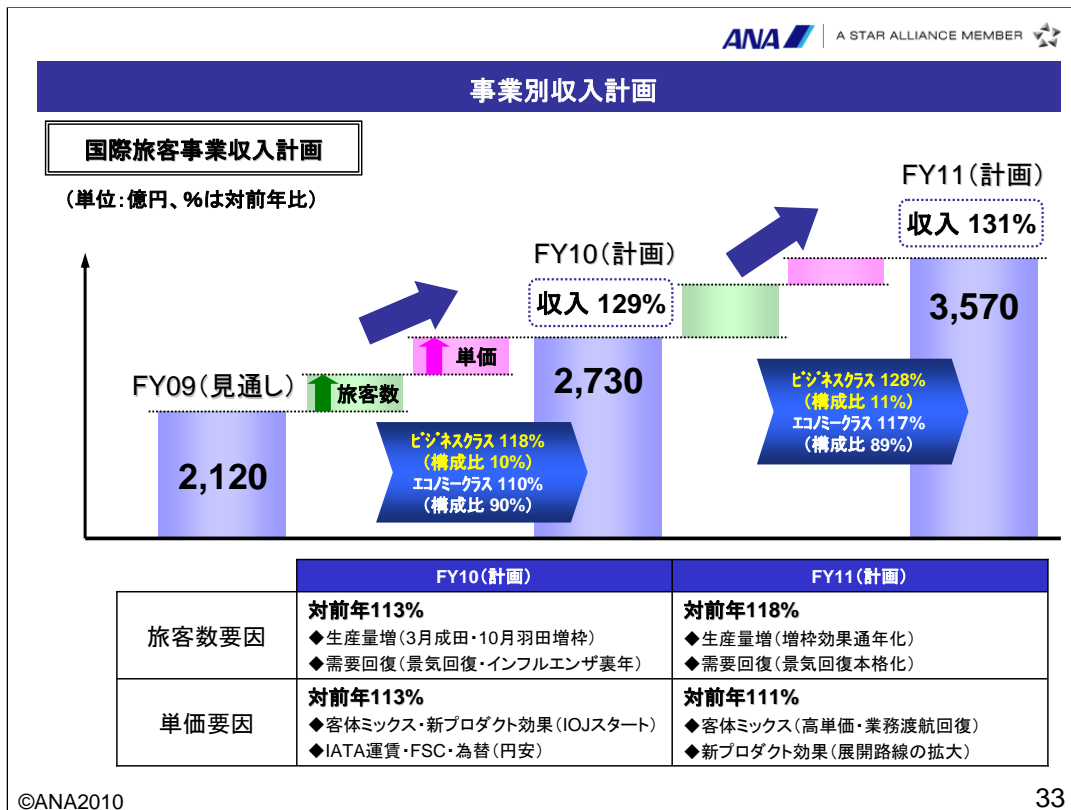 ANA
A STAR ALLIANCE MEMBER
事業別収入計画
国際旅客事業収入計画
（単位：億円、%は対前年比）
FY09（見通し）
2,120
旅客数
単価
FY10（計画）
収入 129%
2,730
ﾋﾞｼﾞﾈｽｸﾗｽ 118%
（構成比 10%）
ｴｺﾉﾐｰｸﾗｽ 110%
（構成比 90%）
FY11（計画）
収入 131%
3,570
ﾋﾞｼﾞﾈｽｸﾗｽ 128%
（構成比 11%）
ｴｺﾉﾐｰｸﾗｽ 117%
（構成比 89%）
FY10（計画）
FY11（計画）
旅客数要因
対前年113%
◆生産量増（3月成田・10月羽田増枠）
◆需要回復（景気回復・インフルエンザ裏年）
対前年118%
◆生産量増（増枠効果通年化）
◆需要回復（景気回復本格化）
単価要因
対前年113%
◆客体ミックス・新プロダクト効果（IOJスタート）
◆IATA運賃・FSC・為替（円安）
対前年111%
◆客体ミックス（高単価・業務渡航回復）
◆新プロダクト効果（展開路線の拡大）
©ANA2010
33